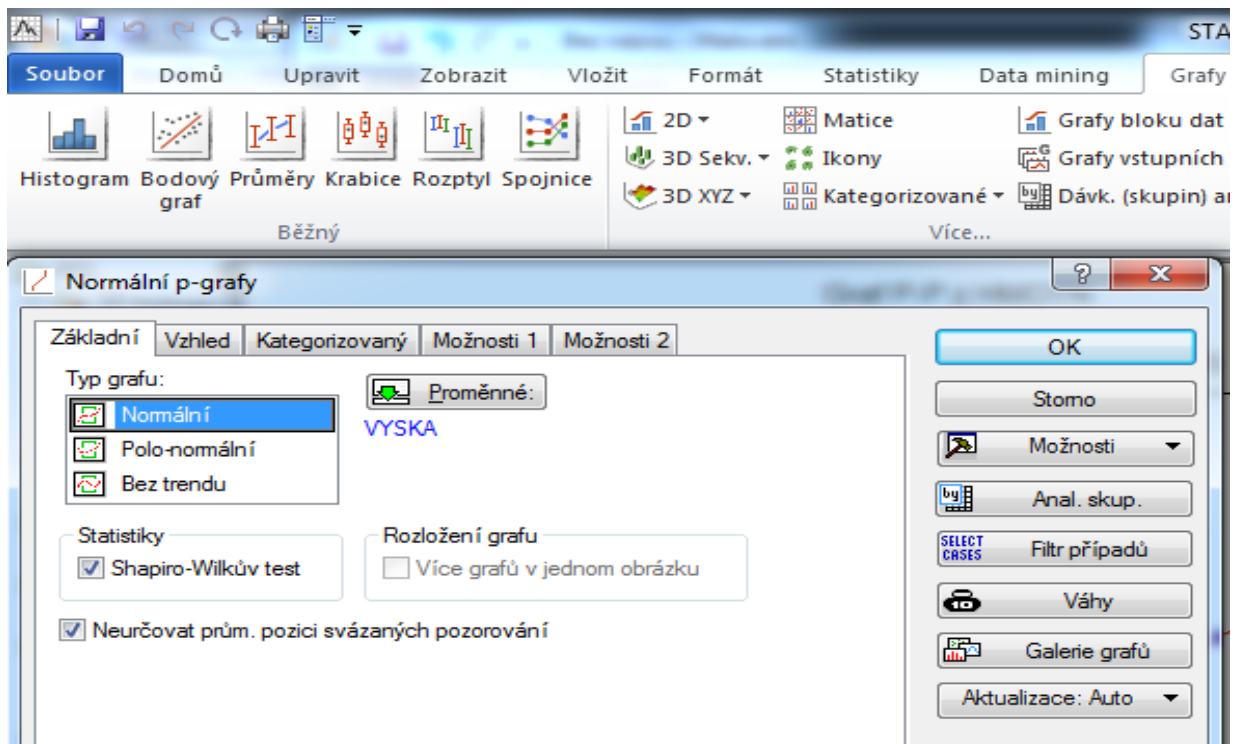 STA
Soubor Domů Upravit Zobrazit Vložit Formát Statistiky Data mining Grafy
Histogram Bodový graf Průměry Krabice Rozptyl Spojnice
Běžný
2D Matice Grafy bloku dat
3D Sekv. Ikony Grafy vstupních
3D XYZ Kategorizované Dávk. (skupin)
Více...
Normální p-grafy
Základní Vzhled Kategorizovaný Možnosti 1 Možnosti 2
Typ grafu:
Normální
Polo-normální
Bez trendu
Proměnné:
VYSKA
Statistiky
Shapiro-Wilkův test
Rozložení grafu
Více grafů v jednom obrázku
Neurčovat prům. pozici svázaných pozorování
OK
Storno
Možnosti
by Anal. skup.
SELECT CASES Filtr případů
Váhy
Galerie grafů
Aktualizace: Auto